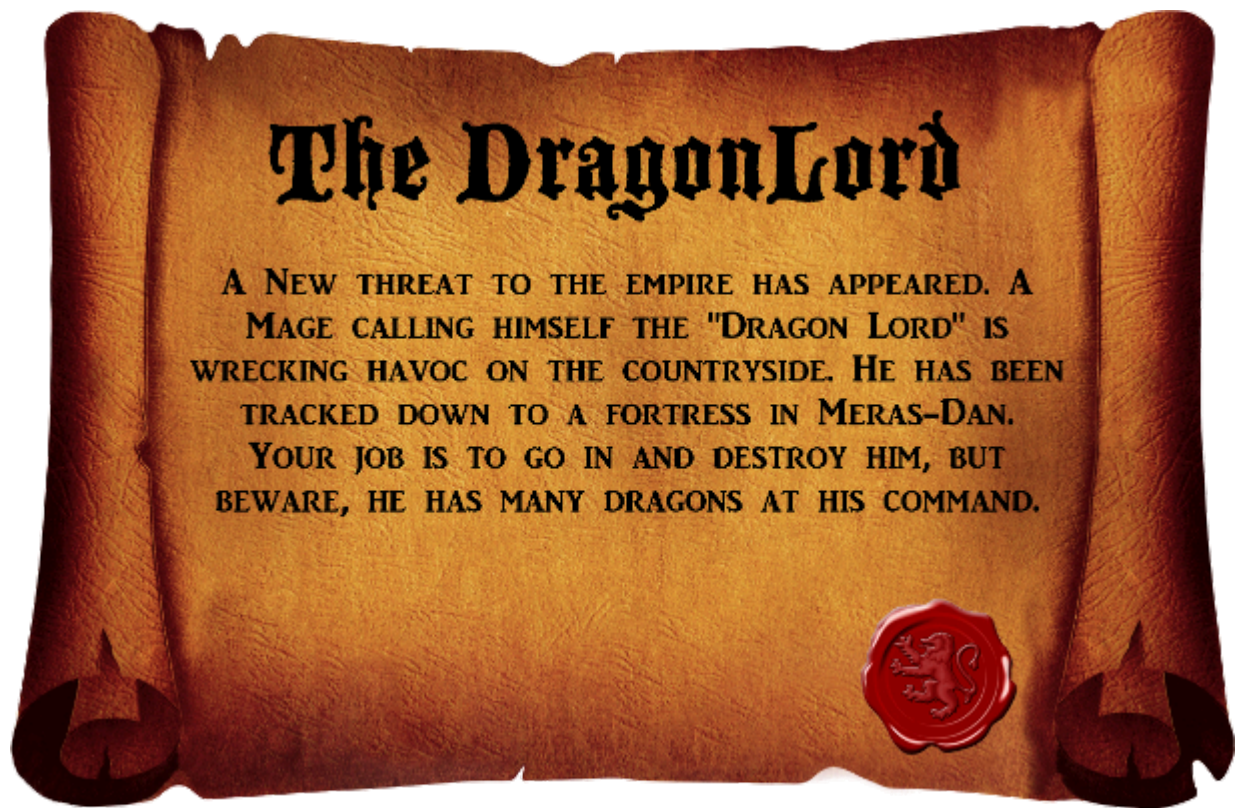 The DragonLord
A New threat to the empire has appeared. A
Mage calling himself the "Dragon Lord" is
wrecking havoc on the countryside. He has been
tracked down to a fortress in Meras-Dan.
Your job is to go in and destroy him, but
beware, he has many dragons at his command.